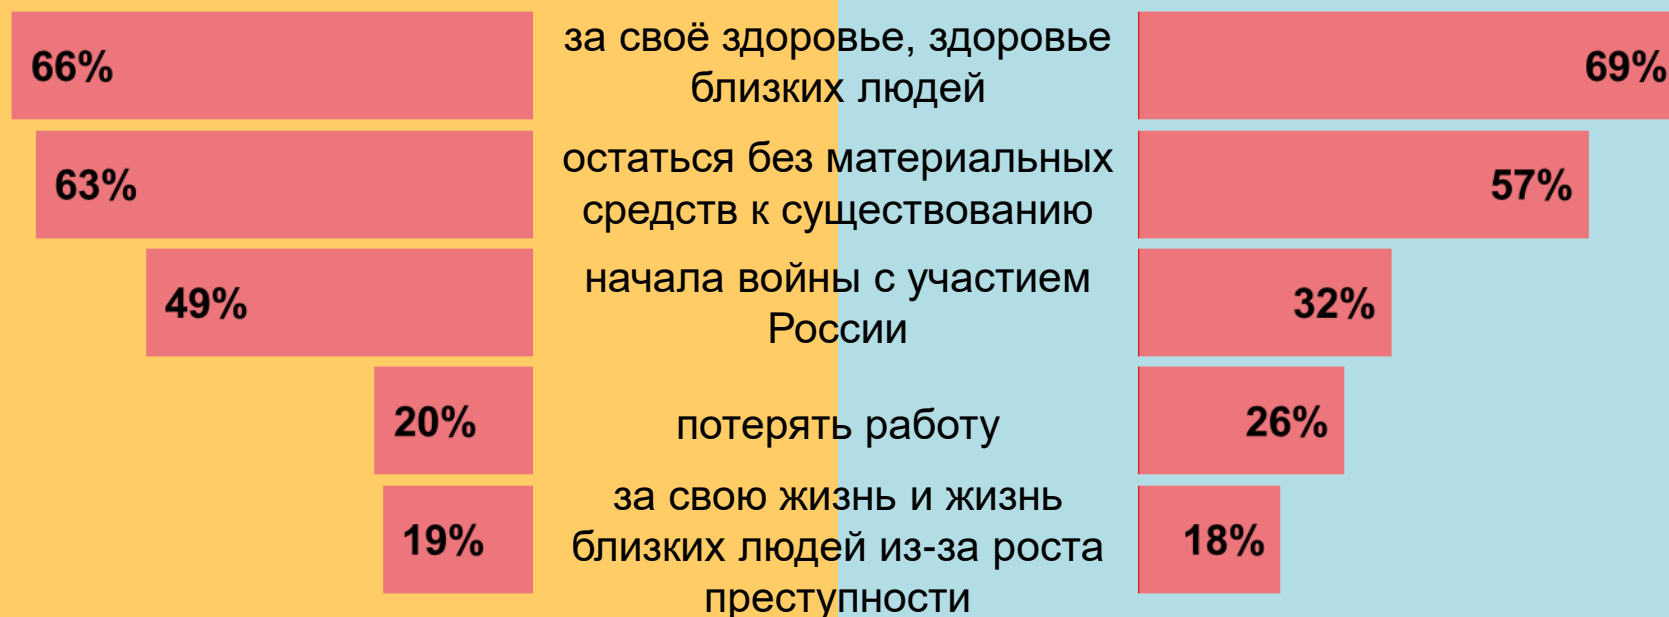 66%
за своё здоровье, здоровье
близких людей
69%
63%
остаться без материальных
средств к существованию
57%
49%
начала войны с участием
России
32%
20%
потерять работу
26%
19%
за свою жизнь и жизнь
близких людей из-за роста
преступности
18%